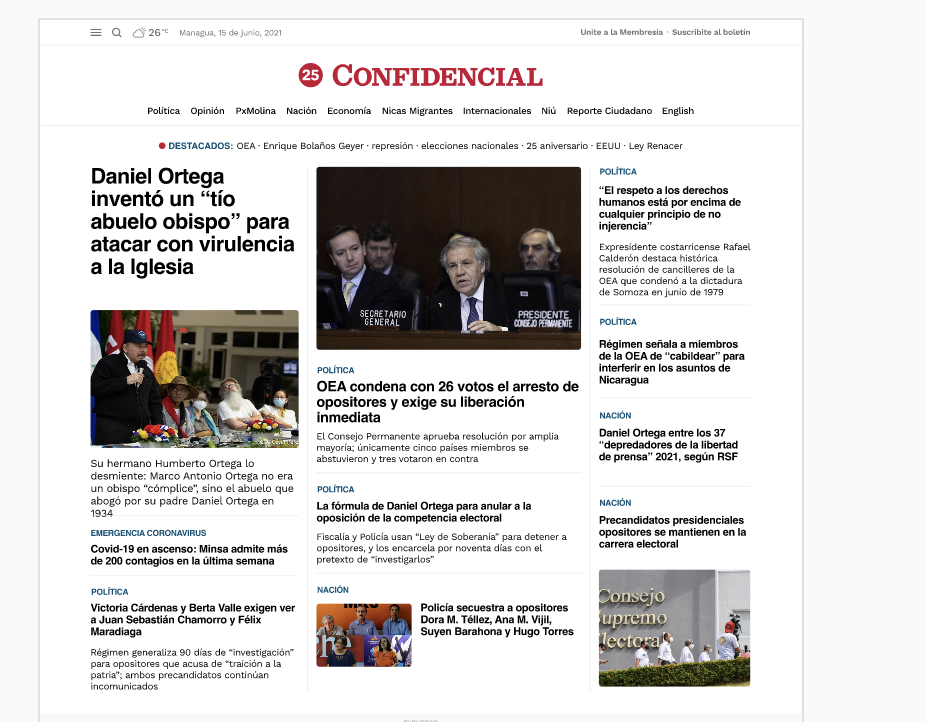 26°C
Managua, 15 de junio, 2021
Unite a la Membresía · Suscribite al boletín
25 CONFIDENCIAL
Política Opinión PxMolina Nación Economía Nicas Migrantes Internacionales Niú Reporte Ciudadano English
DESTACADOS: OEA · Enrique Bolaños Geyer · represión · elecciones nacionales · 25 aniversario · EEUU · Ley Renacer
Daniel Ortega
inventó un “tío
abuelo obispo” para
atacar con virulencia
a la Iglesia
Su hermano Humberto Ortega lo
desmiente: Marco Antonio Ortega no era
un obispo “cómplice”, sino el abuelo que
abogó por su padre Daniel Ortega en
1934
EMERGENCIA CORONAVIRUS
Covid-19 en ascenso: Minsa admite más
de 200 contagios en la última semana
POLÍTICA
Victoria Cárdenas y Berta Valle exigen ver
a Juan Sebastián Chamorro y Félix
Maradiaga
Régimen generaliza 90 días de “investigación”
para opositores que acusa de “traición a la
patria”; ambos precandidatos continúan
incomunicados
SECRETARIO
GENERAL
PRESIDENTE
CONSEJO PERMANENTE
POLÍTICA
OEA condena con 26 votos el arresto de
opositores y exige su liberación
inmediata
El Consejo Permanente aprueba resolución por amplia
mayoría; únicamente cinco países miembros se
abstuvieron y tres votaron en contra
POLÍTICA
La fórmula de Daniel Ortega para anular a la
oposición de la competencia electoral
Fiscalía y Policía usan “Ley de Soberanía” para detener a
opositores, y los encarcela por noventa días con el
pretexto de “investigarlos”
NACIÓN
Policía secuestra a opositores
Dora M. Téllez, Ana M. Vijil,
Suyen Barahona y Hugo Torres
POLÍTICA
“El respeto a los derechos
humanos está por encima de
cualquier principio de no
injerencia”
Expresidente costarricense Rafael
Calderón destaca histórica
resolución de cancilleres de la
OEA que condenó a la dictadura
de Somoza en junio de 1979
POLÍTICA
Régimen señala a miembros
de la OEA de “cabildear” para
interferir en los asuntos de
Nicaragua
NACIÓN
Daniel Ortega entre los 37
“depredadores de la libertad
de prensa” 2021, según RSF
NACIÓN
Precandidatos presidenciales
opositores se mantienen en la
carrera electoral
Consejo
upremo
lectora